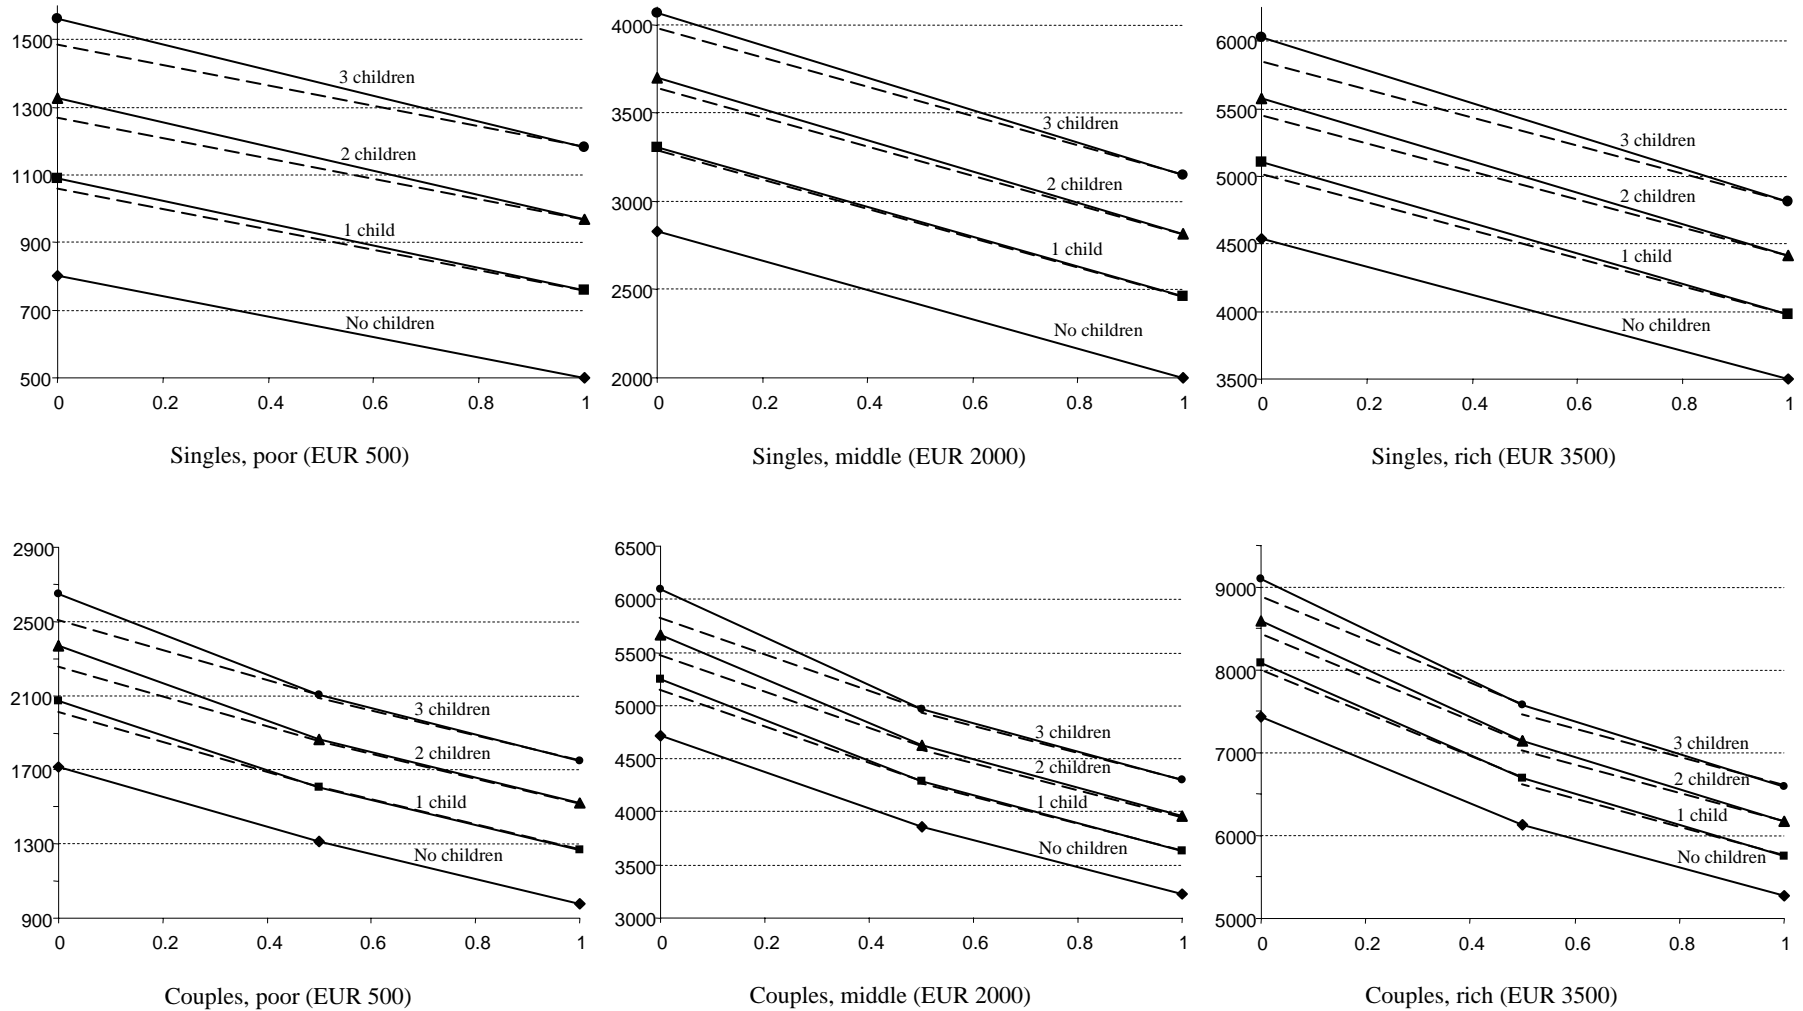 1500
1300
1100
900
700
500
3 children
2 children
1 child
No children
0 0.2 0.4 0.6 0.8 1
Singles, poor (EUR 500)
4000
3500
3000
2500
2000
3 children
2 children
1 child
No children
0 0.2 0.4 0.6 0.8 1
Singles, middle (EUR 2000)
6000
5500
5000
4500
4000
3500
3 children
2 children
1 child
No children
0 0.2 0.4 0.6 0.8 1
Singles, rich (EUR 3500)
2900
2500
2100
1700
1300
900
3 children
2 children
1 child
No children
0 0.2 0.4 0.6 0.8 1
Couples, poor (EUR 500)
6500
6000
5500
5000
4500
4000
3500
3000
3 children
2 children
1 child
No children
0 0.2 0.4 0.6 0.8 1
Couples, middle (EUR 2000)
9000
8000
7000
6000
5000
3 children
2 children
1 child
No children
0 0.2 0.4 0.6 0.8 1
Couples, rich (EUR 3500)